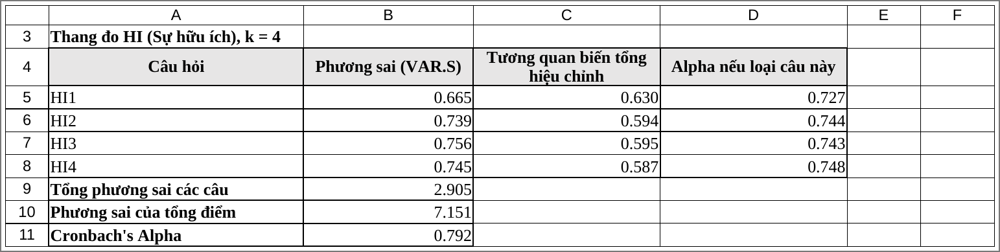 A B C D E F
3 Thang đo HI (Sự hữu ích), k = 4
4 Câu hỏi Phương sai (VAR.S) Tương quan biến tổng hiệu chỉnh Alpha nếu loại câu này
5 HI1 0.665 0.630 0.727
6 HI2 0.739 0.594 0.744
7 HI3 0.756 0.595 0.743
8 HI4 0.745 0.587 0.748
9 Tổng phương sai các câu 2.905
10 Phương sai của tổng điểm 7.151
11 Cronbach's Alpha 0.792